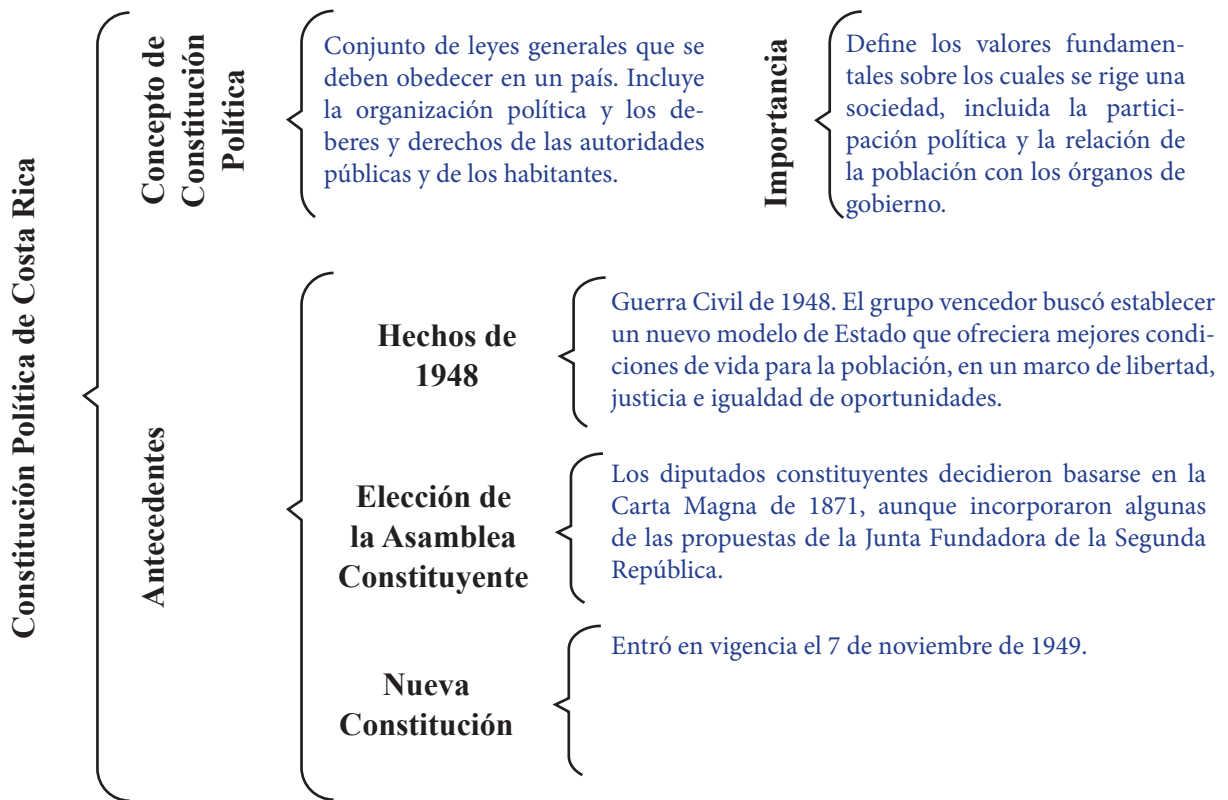 Constitución Política de Costa Rica
Concepto de
Constitución
Política
Conjunto de leyes generales que se
deben obedecer en un país. Incluye
la organización política y los de-
beres y derechos de las autoridades
públicas y de los habitantes.
Importancia
Define los valores fundamen-
tales sobre los cuales se rige una
sociedad, incluida la partici-
pación política y la relación de
la población con los órganos de
gobierno.
Antecedentes
Hechos de
1948
Guerra Civil de 1948. El grupo vencedor buscó establecer
un nuevo modelo de Estado que ofreciera mejores condi-
ciones de vida para la población, en un marco de libertad,
justicia e igualdad de oportunidades.
Elección de
la Asamblea
Constituyente
Los diputados constituyentes decidieron basarse en la
Carta Magna de 1871, aunque incorporaron algunas
de las propuestas de la Junta Fundadora de la Segunda
República.
Nueva
Constitución
Entró en vigencia el 7 de noviembre de 1949.